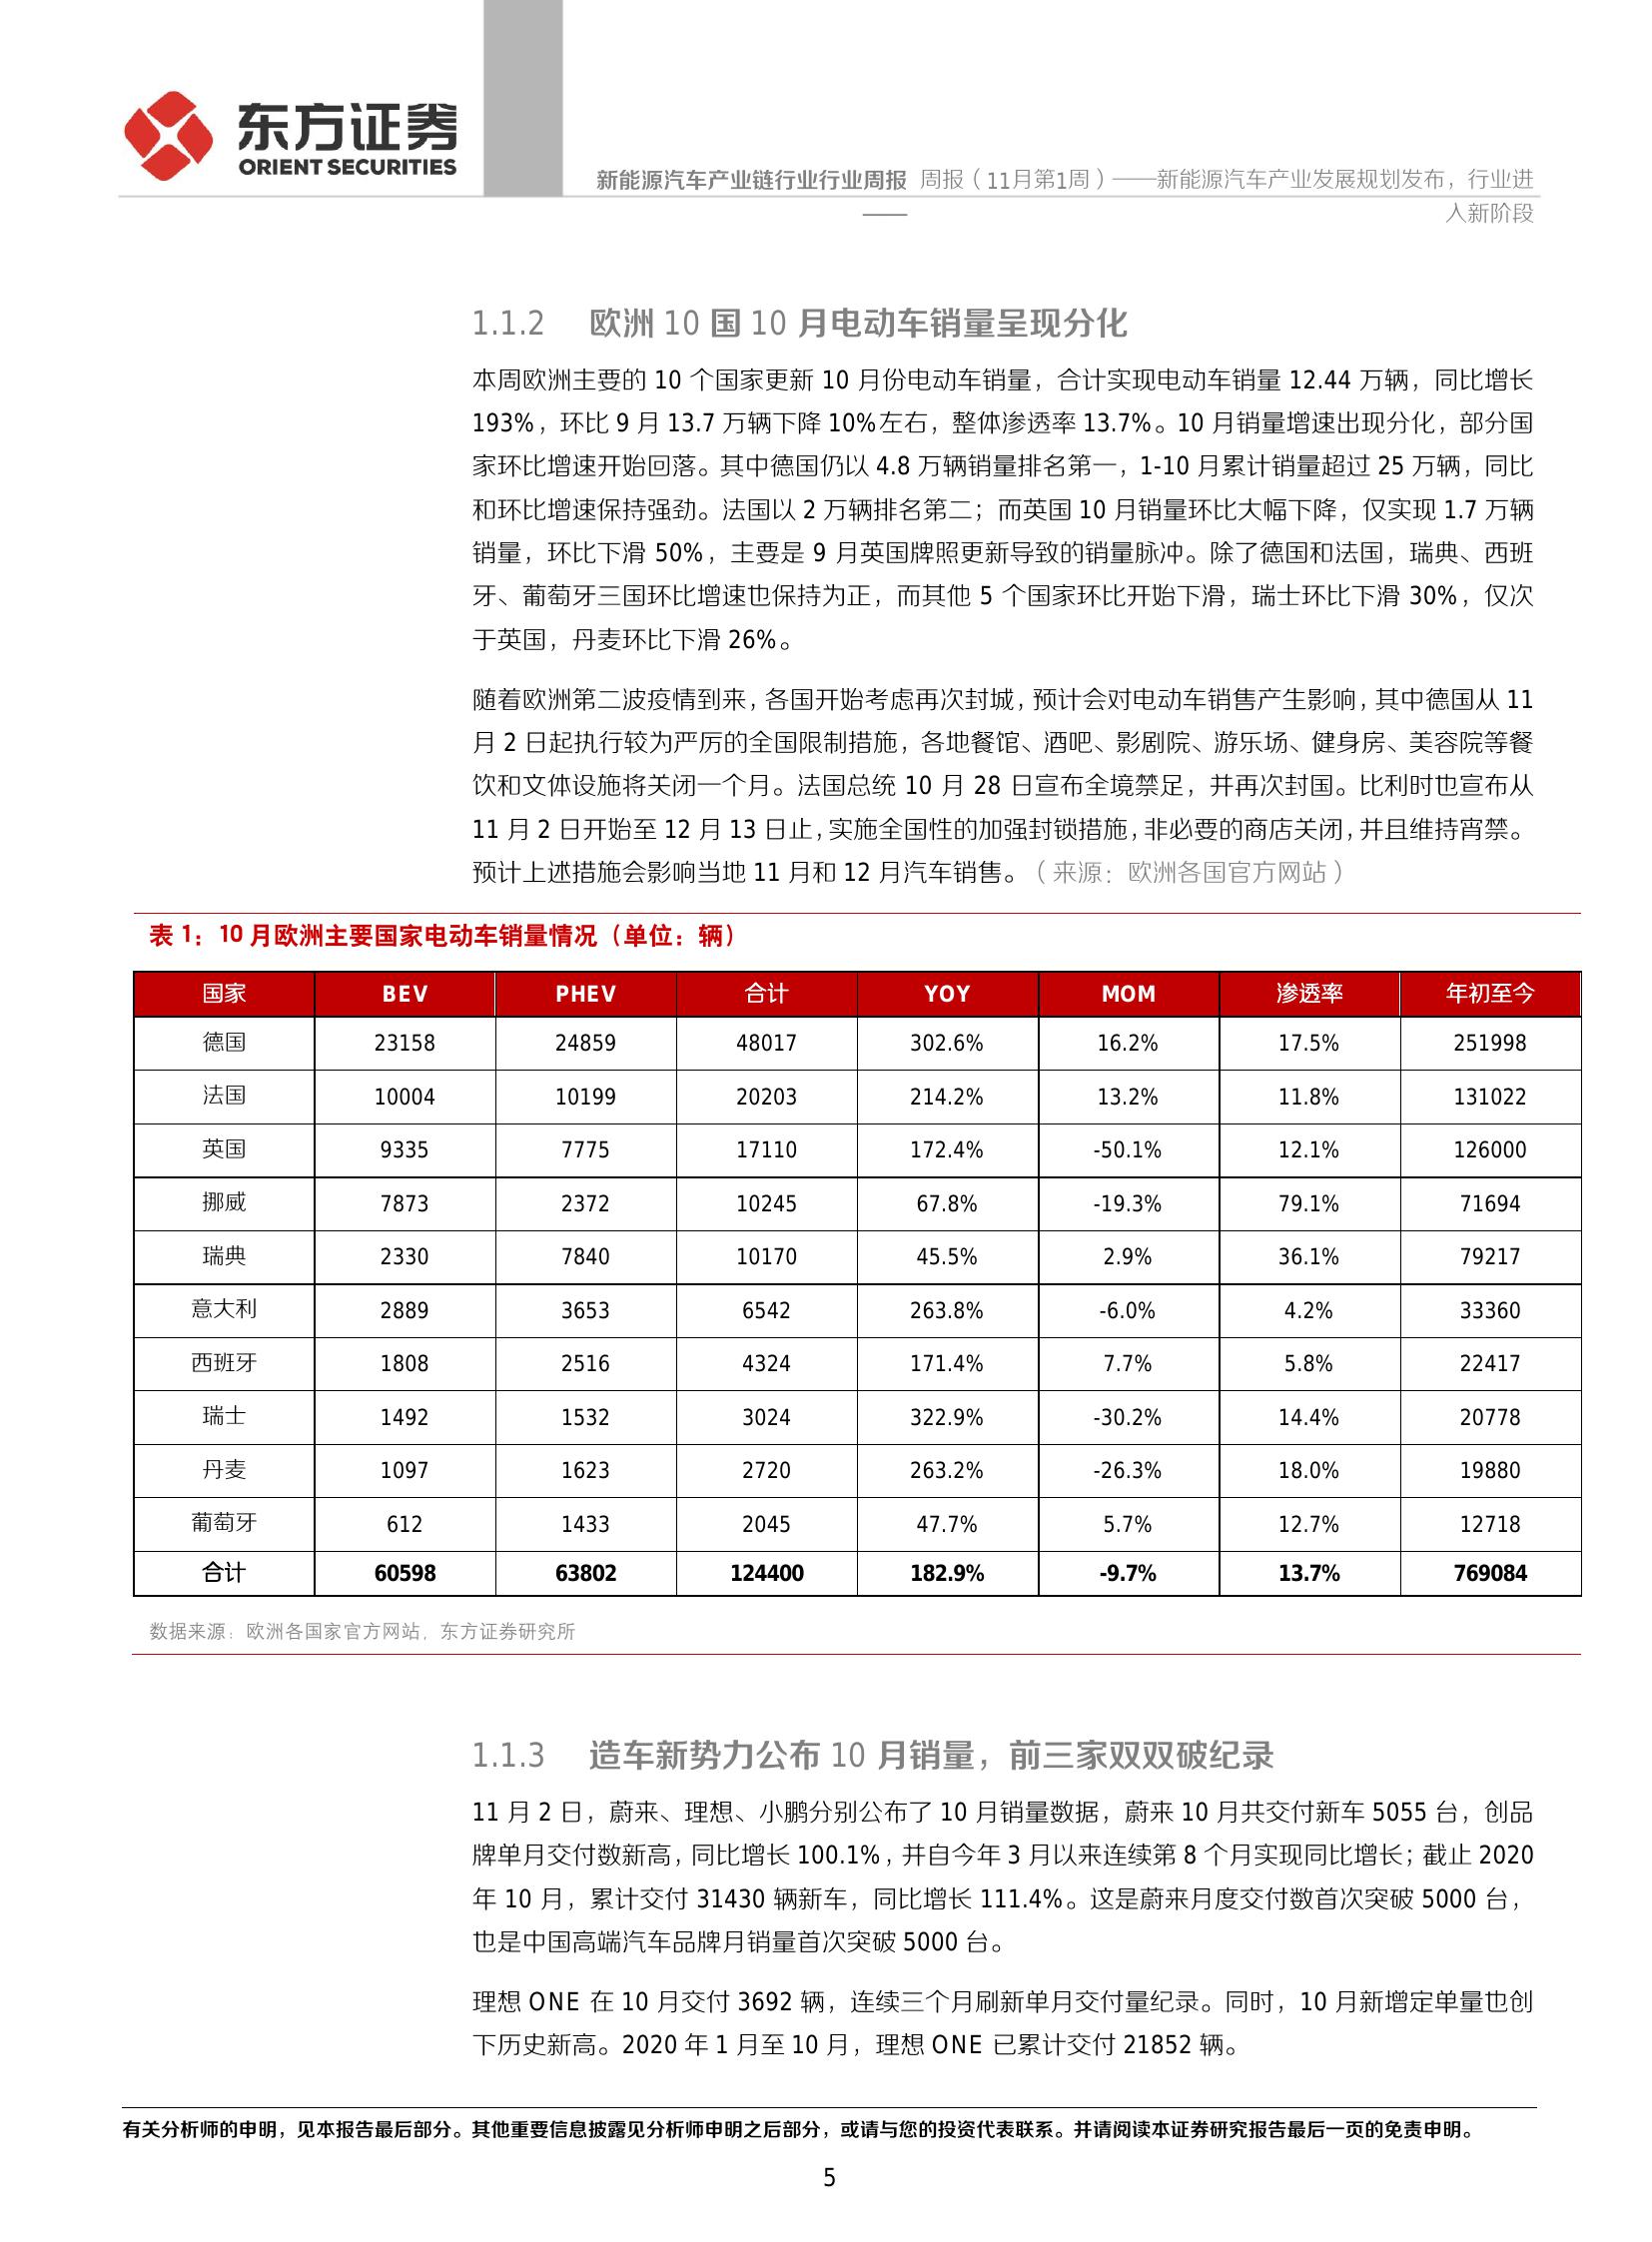 东方证券
ORIENT SECURITIES
新能源汽车产业链行业行业周报 周报（11月第1周）——新能源汽车产业发展规划发布，行业进
——
入新阶段
1.1.2 欧洲 10 国 10 月电动车销量呈现分化
本周欧洲主要的 10 个国家更新 10 月份电动车销量，合计实现电动车销量 12.44 万辆，同比增长
193%，环比 9 月 13.7 万辆下降 10%左右，整体渗透率 13.7%。10 月销量增速出现分化，部分国
家环比增速开始回落。其中德国仍以 4.8 万辆销量排名第一，1-10 月累计销量超过 25 万辆，同比
和环比增速保持强劲。法国以 2 万辆排名第二；而英国 10 月销量环比大幅下降，仅实现 1.7 万辆
销量，环比下滑 50%，主要是 9 月英国牌照更新导致的销量脉冲。除了德国和法国，瑞典、西班
牙、葡萄牙三国环比增速也保持为正，而其他 5 个国家环比开始下滑，瑞士环比下滑 30%，仅次
于英国，丹麦环比下滑 26%。
随着欧洲第二波疫情到来，各国开始考虑再次封城，预计会对电动车销售产生影响，其中德国从 11
月 2 日起执行较为严厉的全国限制措施，各地餐馆、酒吧、影剧院、游乐场、健身房、美容院等餐
饮和文体设施将关闭一个月。法国总统 10 月 28 日宣布全境禁足，并再次封国。比利时也宣布从
11 月 2 日开始至 12 月 13 日止，实施全国性的加强封锁措施，非必要的商店关闭，并且维持宵禁。
预计上述措施会影响当地 11 月和 12 月汽车销售。（来源：欧洲各国官方网站）
表 1：10 月欧洲主要国家电动车销量情况（单位：辆）
国家 BEV PHEV 合计 YOY MOM 渗透率 年初至今
德国 23158 24859 48017 302.6% 16.2% 17.5% 251998
法国 10004 10199 20203 214.2% 13.2% 11.8% 131022
英国 9335 7775 17110 172.4% -50.1% 12.1% 126000
挪威 7873 2372 10245 67.8% -19.3% 79.1% 71694
瑞典 2330 7840 10170 45.5% 2.9% 36.1% 79217
意大利 2889 3653 6542 263.8% -6.0% 4.2% 33360
西班牙 1808 2516 4324 171.4% 7.7% 5.8% 22417
瑞士 1492 1532 3024 322.9% -30.2% 14.4% 20778
丹麦 1097 1623 2720 263.2% -26.3% 18.0% 19880
葡萄牙 612 1433 2045 47.7% 5.7% 12.7% 12718
合计 60598 63802 124400 182.9% -9.7% 13.7% 769084
数据来源：欧洲各国家官方网站，东方证券研究所
1.1.3 造车新势力公布 10 月销量，前三家双双破纪录
11 月 2 日，蔚来、理想、小鹏分别公布了 10 月销量数据，蔚来 10 月共交付新车 5055 台，创品
牌单月交付数新高，同比增长 100.1%，并自今年 3 月以来连续第 8 个月实现同比增长；截止 2020
年 10 月，累计交付 31430 辆新车，同比增长 111.4%。这是蔚来月度交付数首次突破 5000 台，
也是中国高端汽车品牌月销量首次突破 5000 台。
理想 ONE 在 10 月交付 3692 辆，连续三个月刷新单月交付量纪录。同时，10 月新增定单量也创
下历史新高。2020 年 1 月至 10 月，理想 ONE 已累计交付 21852 辆。
有关分析师的申明，见本报告最后部分。其他重要信息披露见分析师申明之后部分，或请与您的投资代表联系。并请阅读本证券研究报告最后一页的免责申明。
5